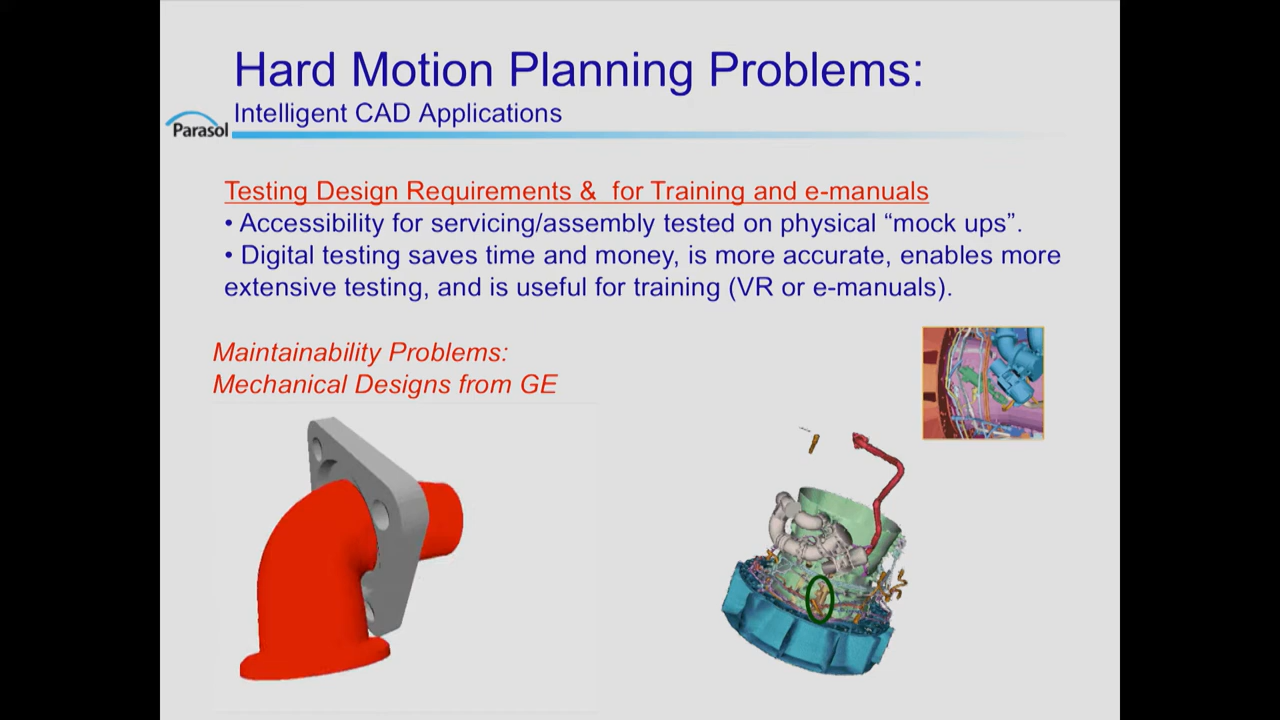 Hard Motion Planning Problems:
Intelligent CAD Applications
Parasol
Testing Design Requirements & for Training and e-manuals
• Accessibility for servicing/assembly tested on physical “mock ups”.
• Digital testing saves time and money, is more accurate, enables more
extensive testing, and is useful for training (VR or e-manuals).
Maintainability Problems:
Mechanical Designs from GE